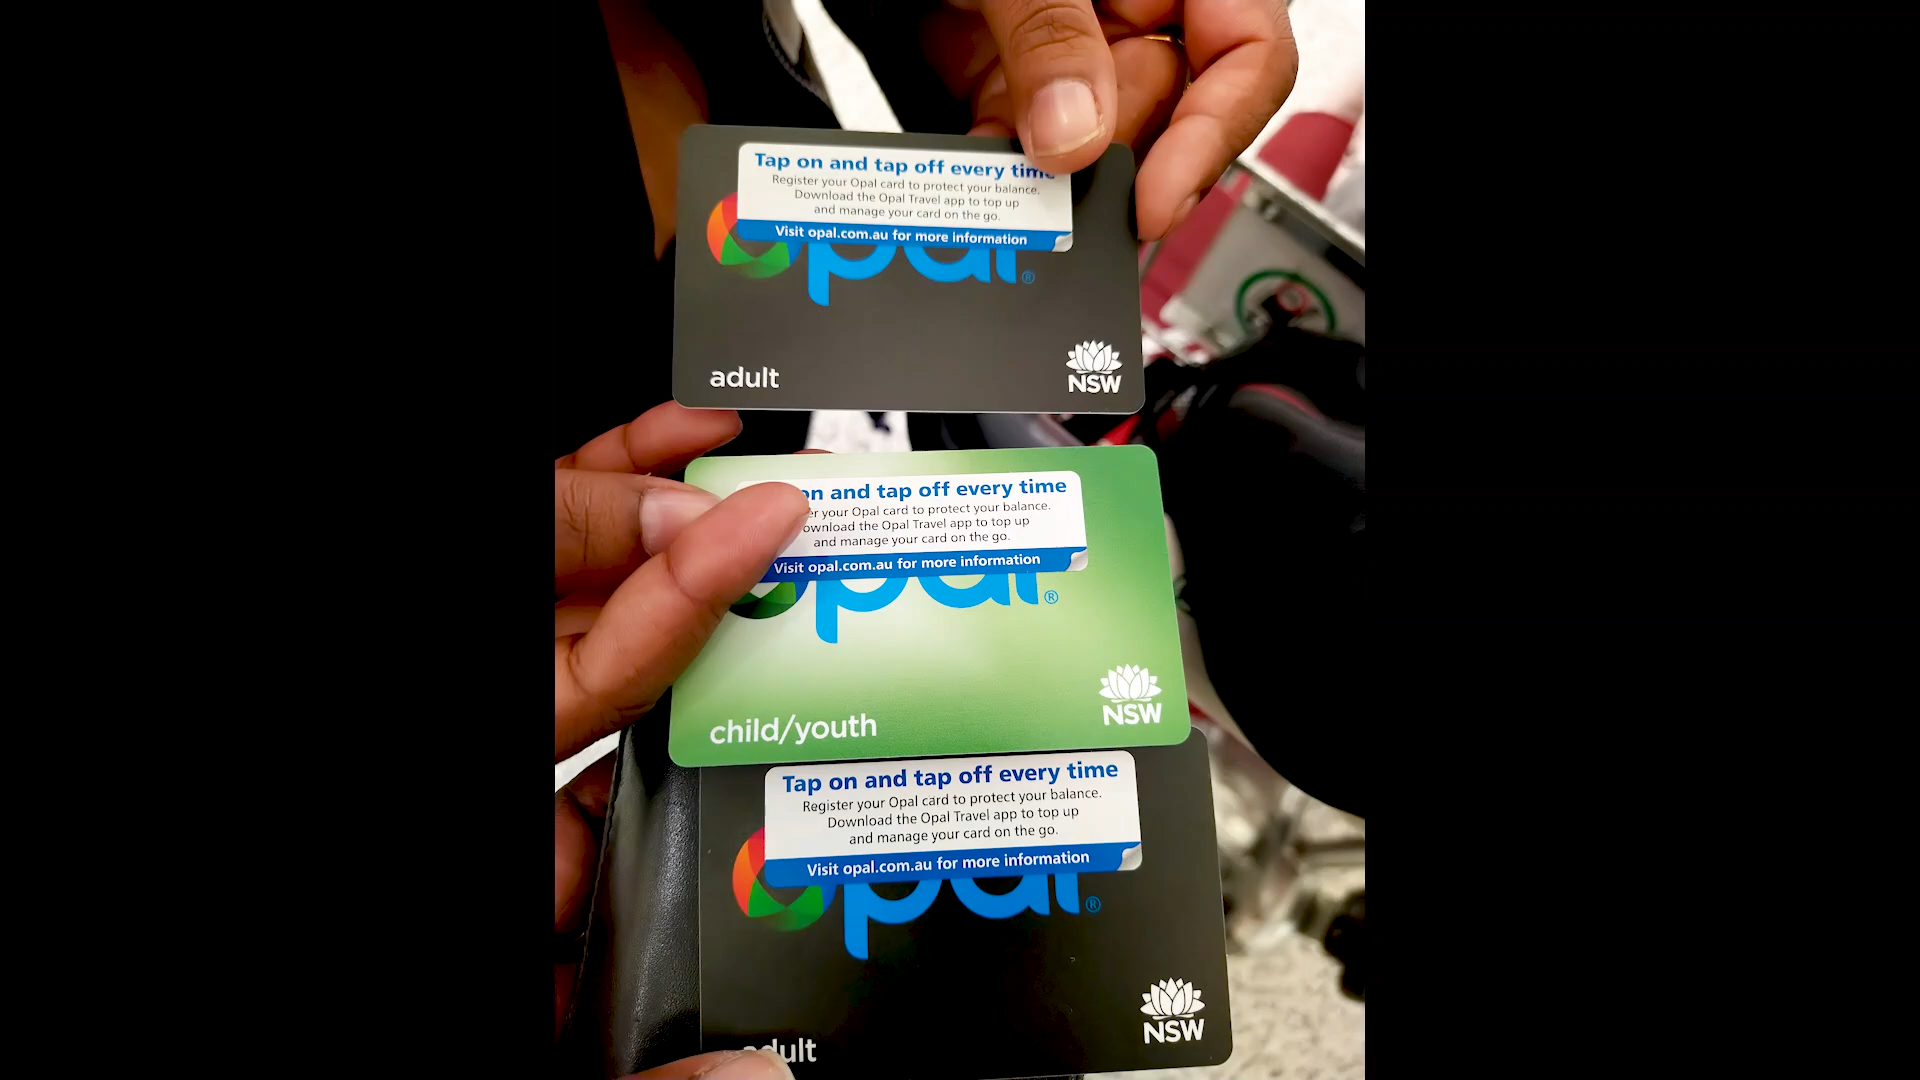 Tap on and tap off every time
Register your Opal card to protect your balance.
Download the Opal Travel app to top up
and manage your card on the go.
Visit opal.com.au for more information
opal®
adult
NSW
on and tap off every time
your Opal card to protect your balance.
Download the Opal Travel app to top up
and manage your card on the go.
Visit opal.com.au for more information
opal®
child/youth
NSW
Tap on and tap off every time
Register your Opal card to protect your balance.
Download the Opal Travel app to top up
and manage your card on the go.
Visit opal.com.au for more information
opal®
NSW
adult